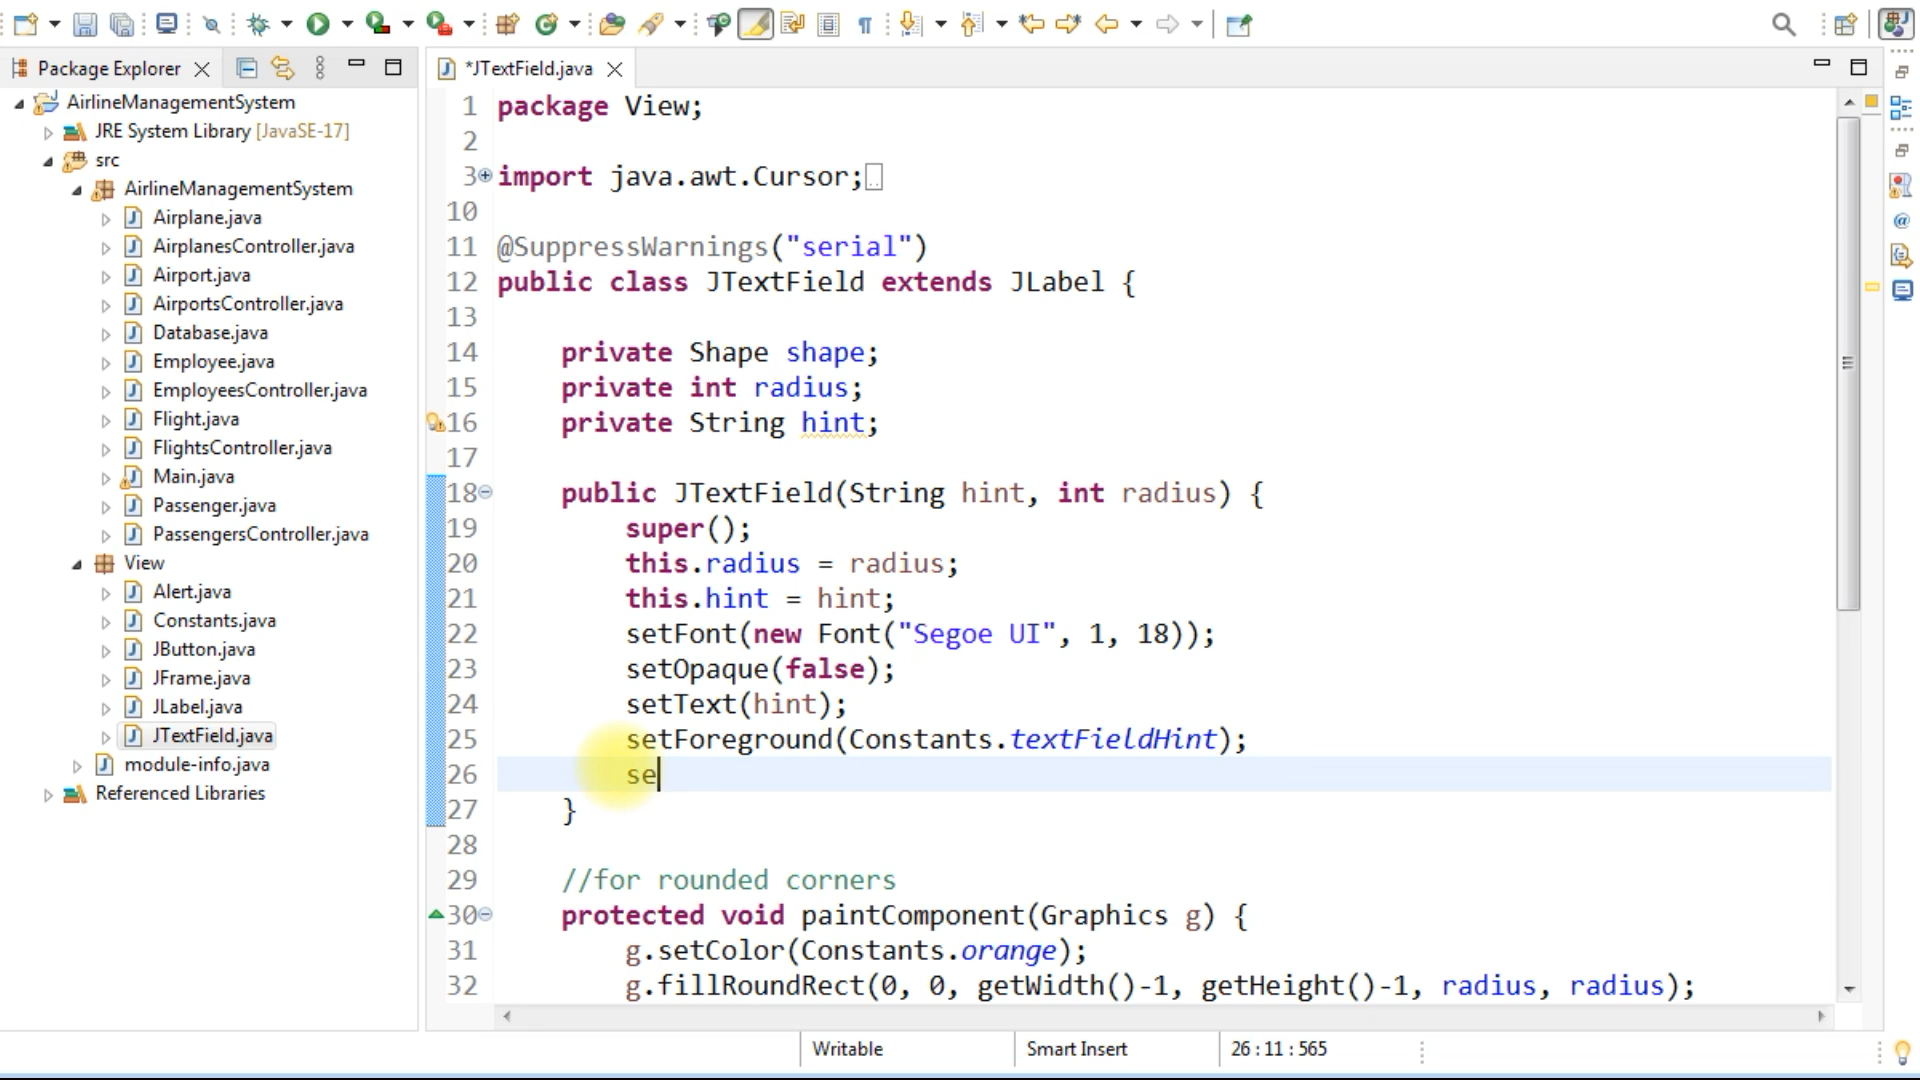 Package Explorer
AirlineManagementSystem
JRE System Library [JavaSE-17]
src
AirlineManagementSystem
Airplane.java
AirplanesController.java
Airport.java
AirportsController.java
Database.java
Employee.java
EmployeesController.java
Flight.java
FlightsController.java
Main.java
Passenger.java
PassengersController.java
View
Alert.java
Constants.java
JButton.java
JFrame.java
JLabel.java
JTextField.java
module-info.java
Referenced Libraries
*JTextField.java
1 package View;
2
3 import java.awt.Cursor;
10
11 @SuppressWarnings("serial")
12 public class JTextField extends JLabel {
13
14 private Shape shape;
15 private int radius;
16 private String hint;
17
18 public JTextField(String hint, int radius) {
19 super();
20 this.radius = radius;
21 this.hint = hint;
22 setFont(new Font("Segoe UI", 1, 18));
23 setOpaque(false);
24 setText(hint);
25 setForeground(Constants.textFieldHint);
26 se
27 }
28
29 //for rounded corners
30 protected void paintComponent(Graphics g) {
31 g.setColor(Constants.orange);
32 g.fillRoundRect(0, 0, getWidth()-1, getHeight()-1, radius, radius);
Writable
Smart Insert
26 : 11 : 565